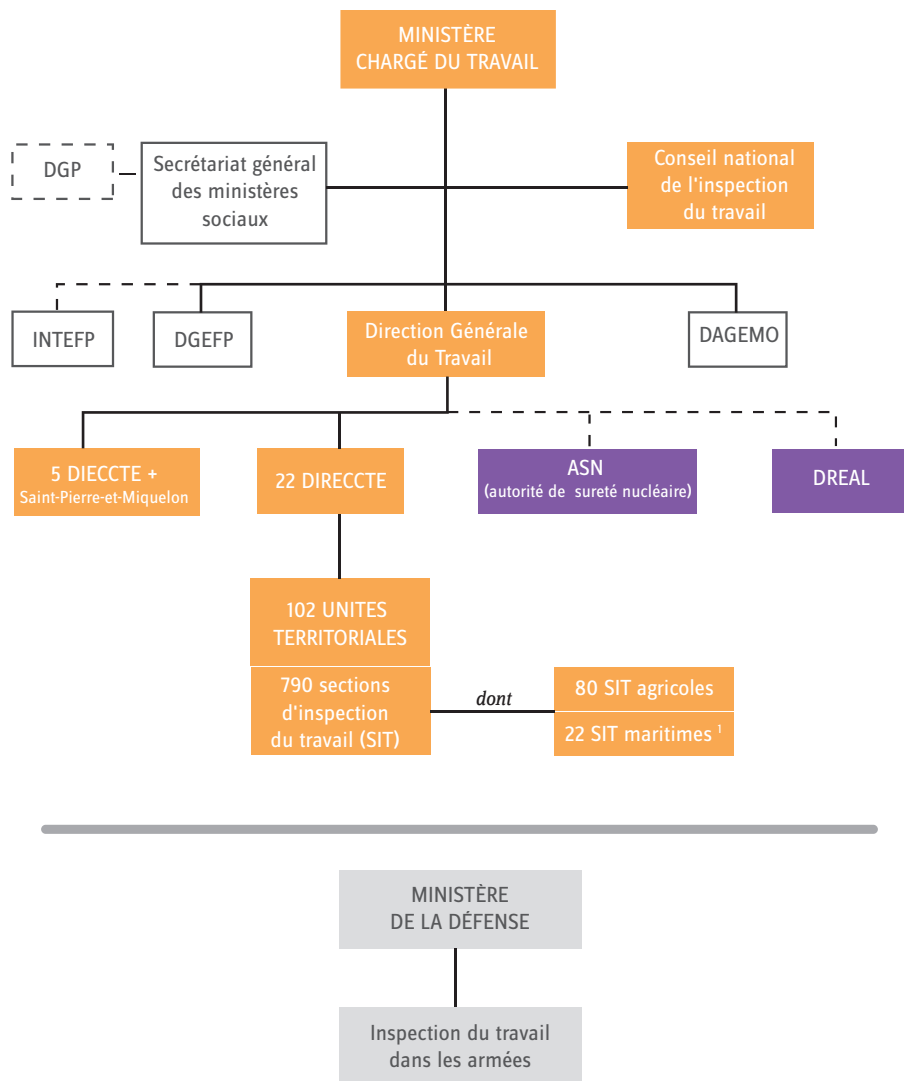 MINISTÈRE
CHARGÉ DU TRAVAIL
DGP
Secrétariat général
des ministères
sociaux
Conseil national
de l'inspection
du travail
INTEFP
DGEFP
Direction Générale
du Travail
DAGEMO
5 DIECCTE +
Saint-Pierre-et-Miquelon
22 DIRECCTE
ASN
(autorité de sureté nucléaire)
DREAL
102 UNITES
TERRITORIALES
790 sections
d'inspection
du travail (SIT)
dont
80 SIT agricoles
22 SIT maritimes ¹
MINISTÈRE
DE LA DÉFENSE
Inspection du travail
dans les armées